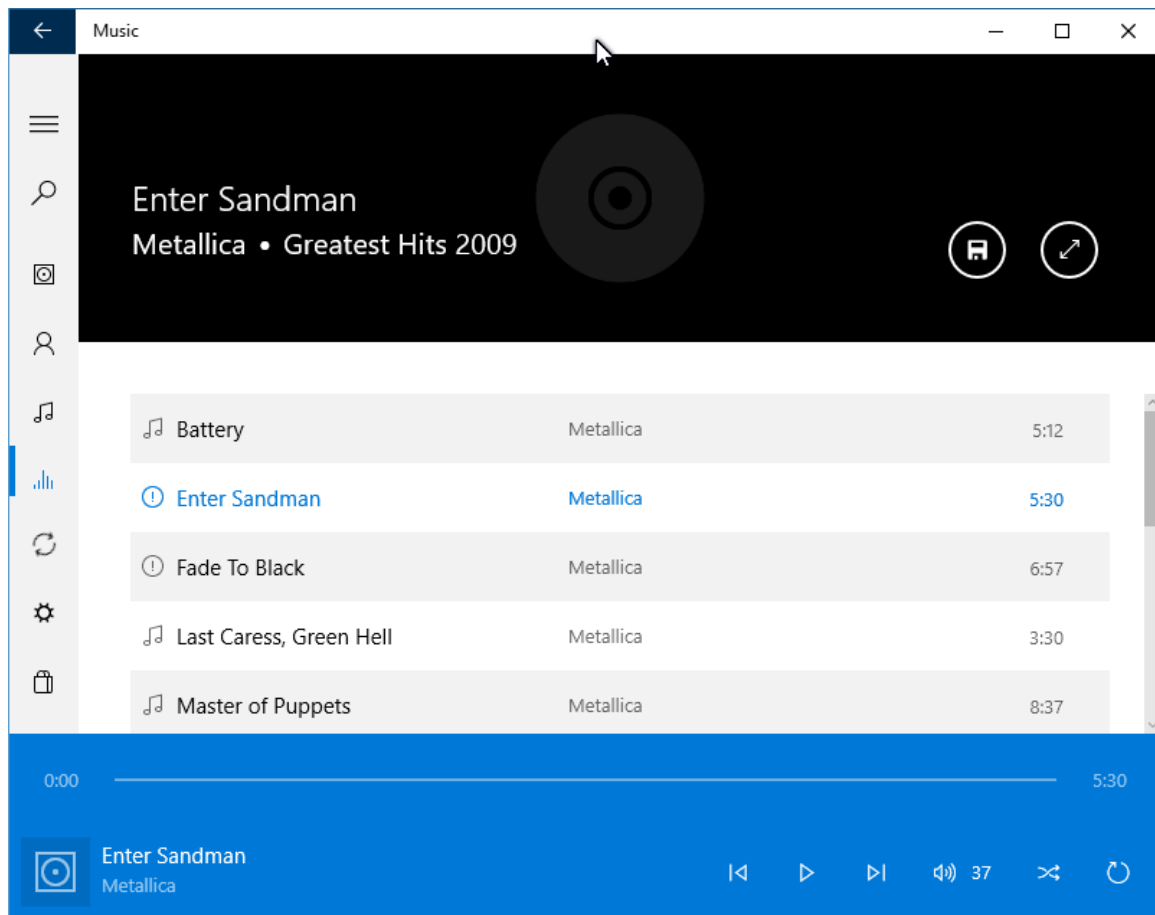 Music
Enter Sandman
Metallica • Greatest Hits 2009
Battery Metallica 5:12
Enter Sandman Metallica 5:30
Fade To Black Metallica 6:57
Last Caress, Green Hell Metallica 3:30
Master of Puppets Metallica 8:37
0:00 5:30
Enter Sandman
Metallica
37